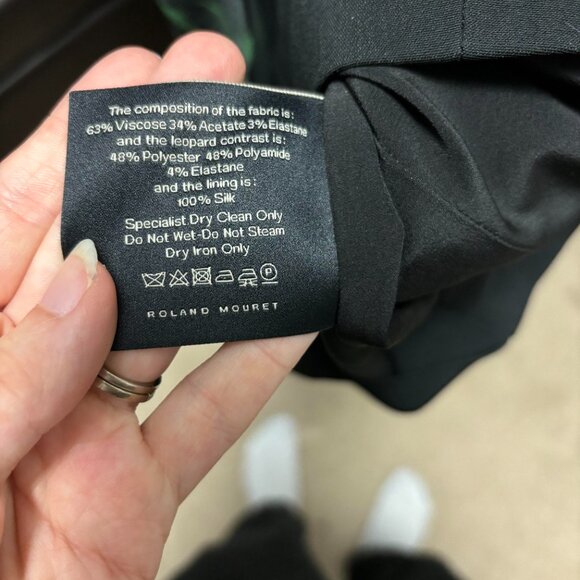 The composition of the fabric is:
63% Viscose 34% Acetate 3% Elastane
and the leopard contrast is:
48% Polyester 48% Polyamide
4% Elastane
and the lining is:
100% Silk
Specialist Dry Clean Only
Do Not Wet-Do Not Steam
Dry Iron Only
P
ROLAND MOURET